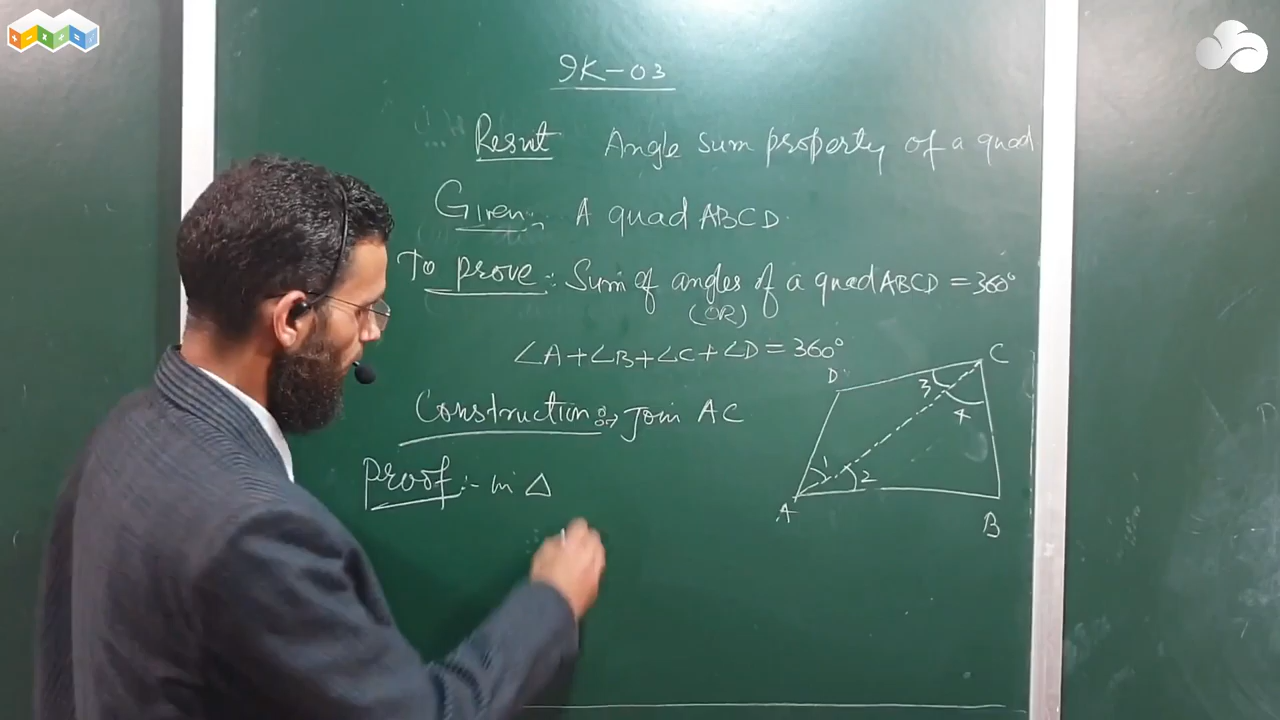 9K-03
Result Angle sum property of a quad
Given:- A quad ABCD.
To prove:- Sum of angles of a quad ABCD = 360°
(OR)
∠A+∠B+∠C+∠D=360°
Construction:- Join AC
Proof:- in △
D
C
3
4
1
2
A
B